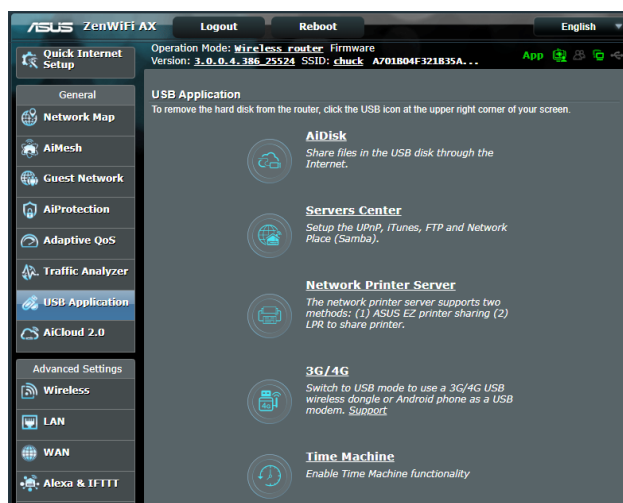 ASUS ZenWiFi AX Logout Reboot English
Quick Internet Setup
Operation Mode: Wireless router Firmware
Version: 3.0.0.4.386_25524 SSID: chuck A701B04F321B35A... App
General
Network Map
AiMesh
Guest Network
AiProtection
Adaptive QoS
Traffic Analyzer
USB Application
AiCloud 2.0
Advanced Settings
Wireless
LAN
WAN
Alexa & IFTTT
USB Application
To remove the hard disk from the router, click the USB icon at the upper right corner of your screen.
AiDisk
Share files in the USB disk through the
Internet.
Servers Center
Setup the UPnP, iTunes, FTP and Network
Place (Samba).
Network Printer Server
The network printer server supports two
methods: (1) ASUS EZ printer sharing (2)
LPR to share printer.
3G/4G
4G
Switch to USB mode to use a 3G/4G USB
wireless dongle or Android phone as a USB
modem. Support
Time Machine
Enable Time Machine functionality